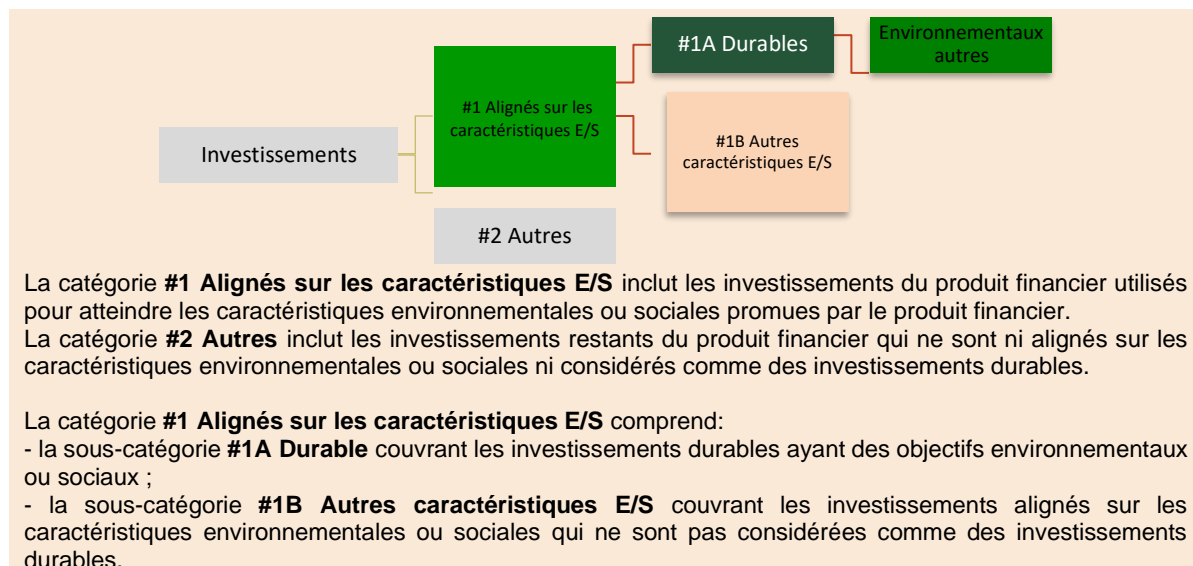 #1A Durables
Environnementaux
autres
#1 Alignés sur les
caractéristiques E/S
#1B Autres
caractéristiques E/S
Investissements
#2 Autres
La catégorie #1 Alignés sur les caractéristiques E/S inclut les investissements du produit financier utilisés
pour atteindre les caractéristiques environnementales ou sociales promues par le produit financier.
La catégorie #2 Autres inclut les investissements restants du produit financier qui ne sont ni alignés sur les
caractéristiques environnementales ou sociales ni considérés comme des investissements durables.
La catégorie #1 Alignés sur les caractéristiques E/S comprend:
- la sous-catégorie #1A Durable couvrant les investissements durables ayant des objectifs environnementaux
ou sociaux ;
- la sous-catégorie #1B Autres caractéristiques E/S couvrant les investissements alignés sur les
caractéristiques environnementales ou sociales qui ne sont pas considérées comme des investissements
durables.